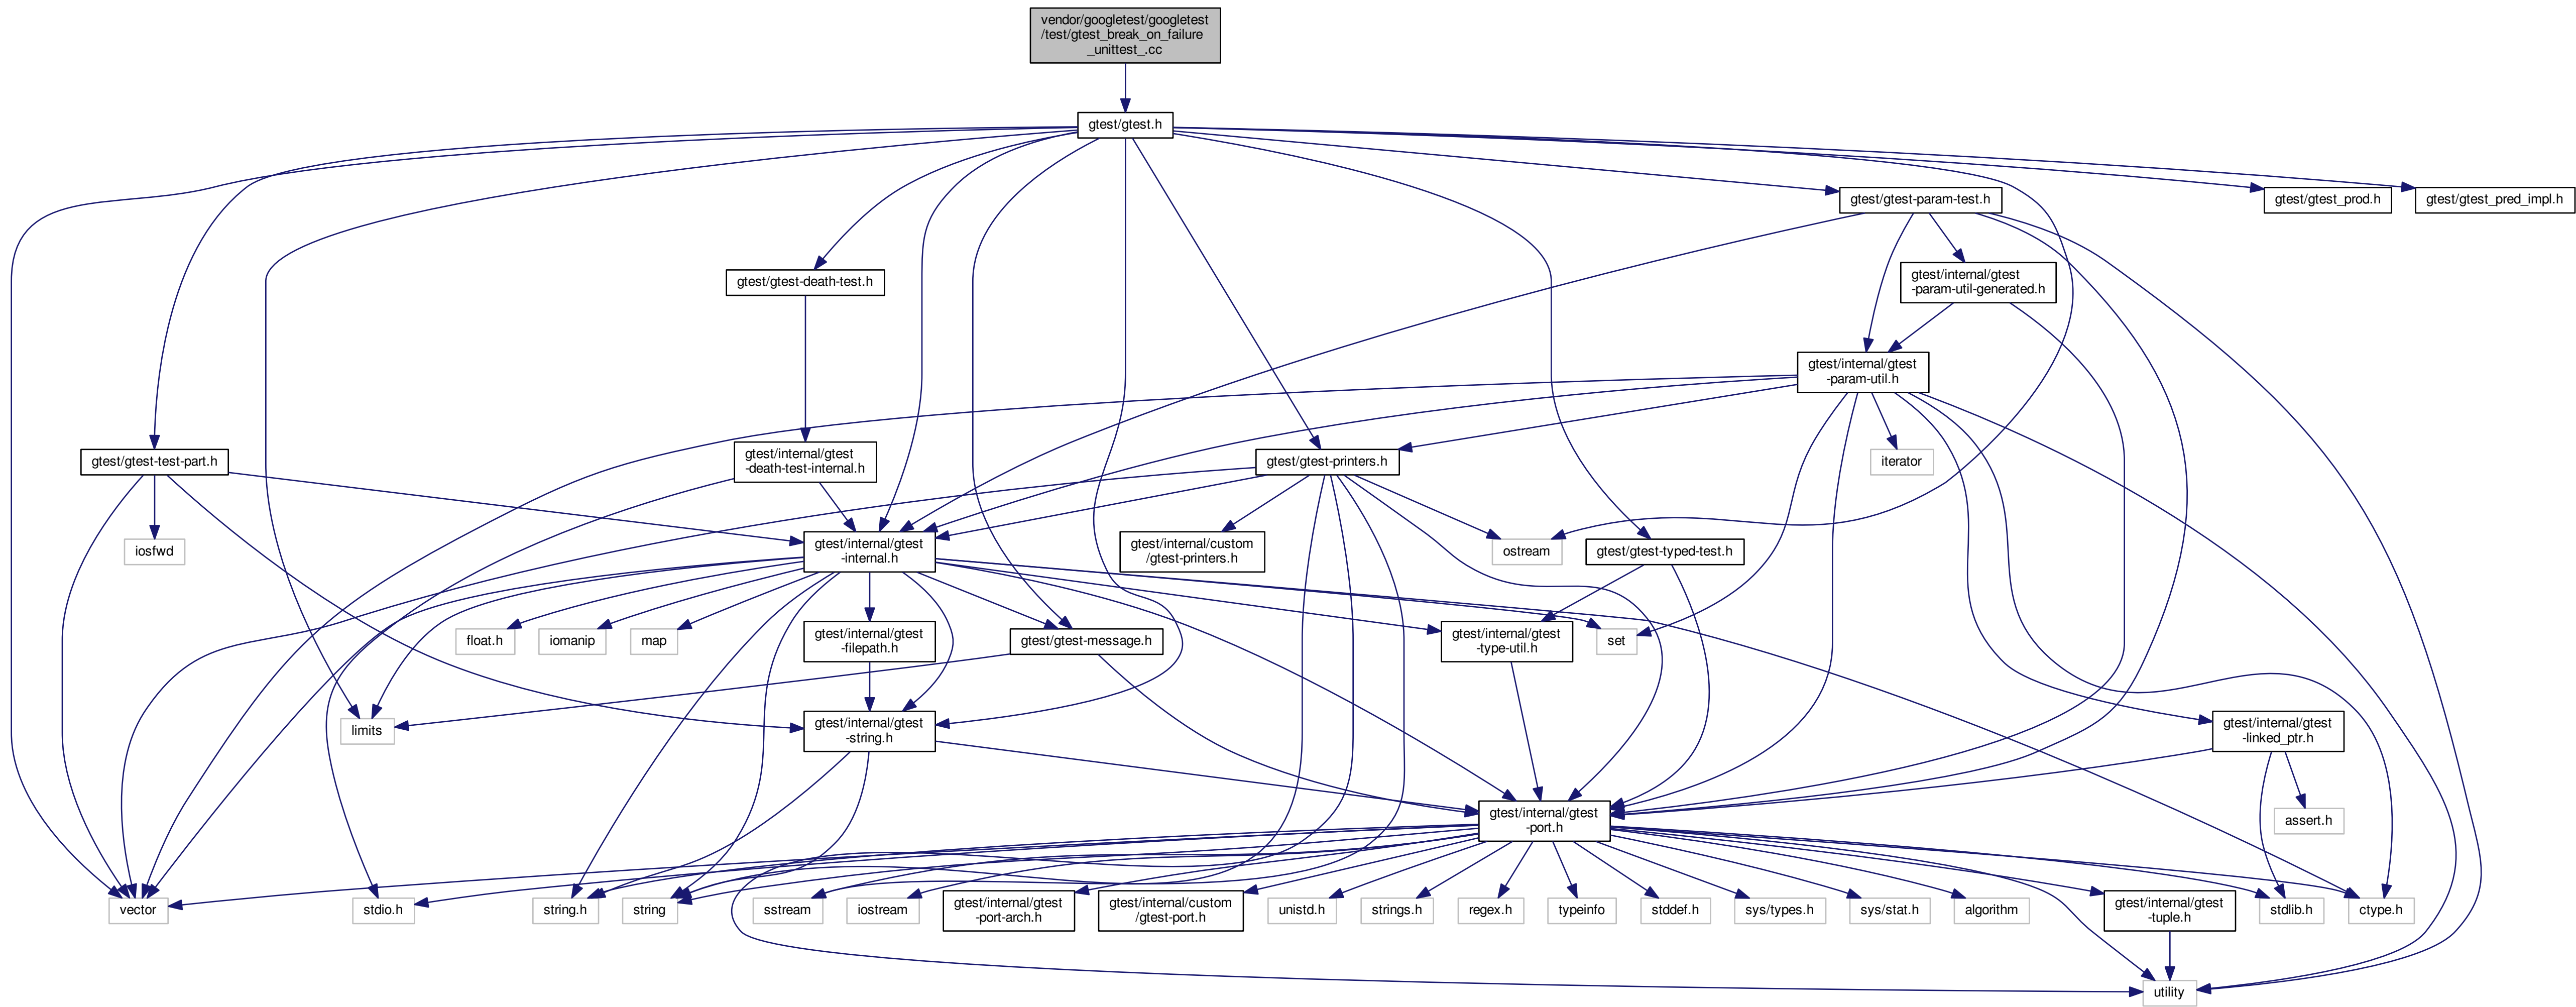 vendor/googletest/googletest
/test/gtest_break_on_failure
_unittest_.cc
gtest/gtest.h
gtest/gtest-param-test.h
gtest/gtest_prod.h
gtest/gtest_pred_impl.h
gtest/gtest-death-test.h
gtest/internal/gtest
-param-util-generated.h
gtest/internal/gtest
-param-util.h
gtest/gtest-test-part.h
gtest/internal/gtest
-death-test-internal.h
gtest/gtest-printers.h
iterator
iosfwd
gtest/internal/gtest
-internal.h
gtest/internal/custom
/gtest-printers.h
ostream
gtest/gtest-typed-test.h
float.h
iomanip
map
gtest/internal/gtest
-filepath.h
gtest/gtest-message.h
gtest/internal/gtest
-type-util.h
set
limits
gtest/internal/gtest
-string.h
gtest/internal/gtest
-linked_ptr.h
gtest/internal/gtest
-port.h
assert.h
vector
stdio.h
string.h
string
sstream
iostream
gtest/internal/gtest
-port-arch.h
gtest/internal/custom
/gtest-port.h
unistd.h
strings.h
regex.h
typeinfo
stddef.h
sys/types.h
sys/stat.h
algorithm
gtest/internal/gtest
-tuple.h
stdlib.h
ctype.h
utility